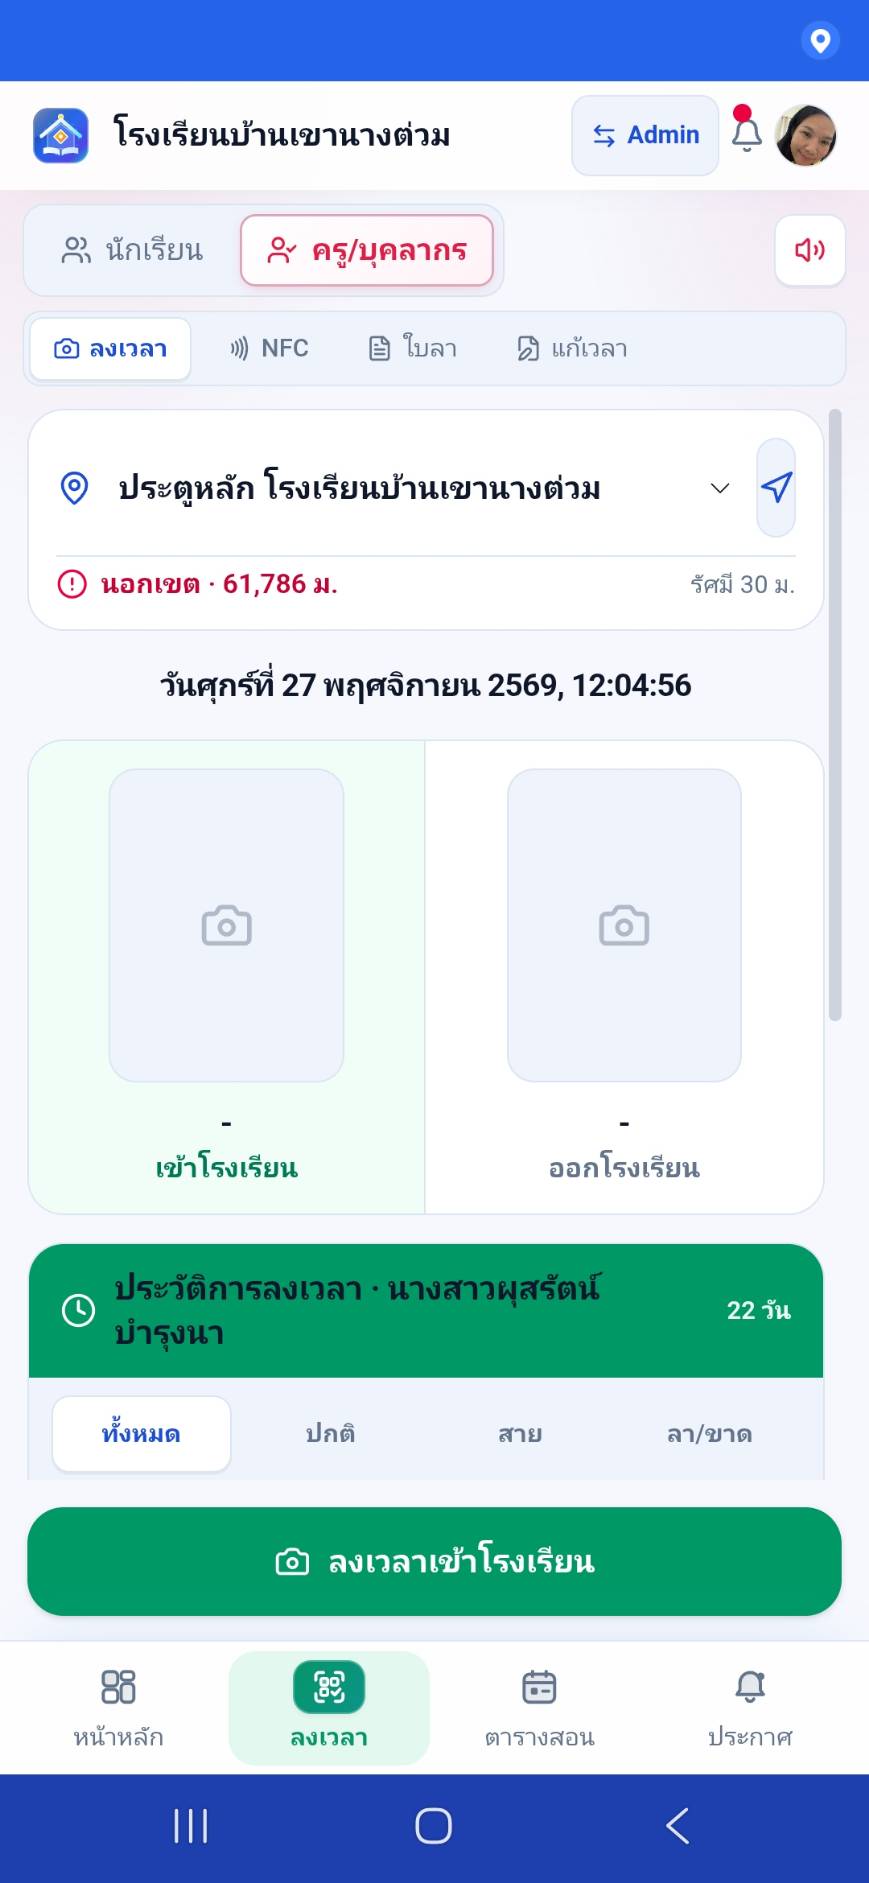 โรงเรียนบ้านเขานางต่วม
Admin
นักเรียน
ครู/บุคลากร
ลงเวลา
NFC
ใบลา
แก้เวลา
ประตูหลัก โรงเรียนบ้านเขานางต่วม
นอกเขต · 61,786 ม.
รัศมี 30 ม.
วันศุกร์ที่ 27 พฤศจิกายน 2569, 12:04:56
-
เข้าโรงเรียน
-
ออกโรงเรียน
ประวัติการลงเวลา · นางสาวผุสรัตน์
บำรุงนา
22 วัน
ทั้งหมด
ปกติ
สาย
ลา/ขาด
ลงเวลาเข้าโรงเรียน
หน้าหลัก
ลงเวลา
ตารางสอน
ประกาศ